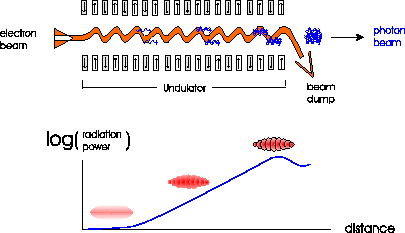 electron
beam
photon
beam
Undulator
beam
dump
log(radiation
power)
distance